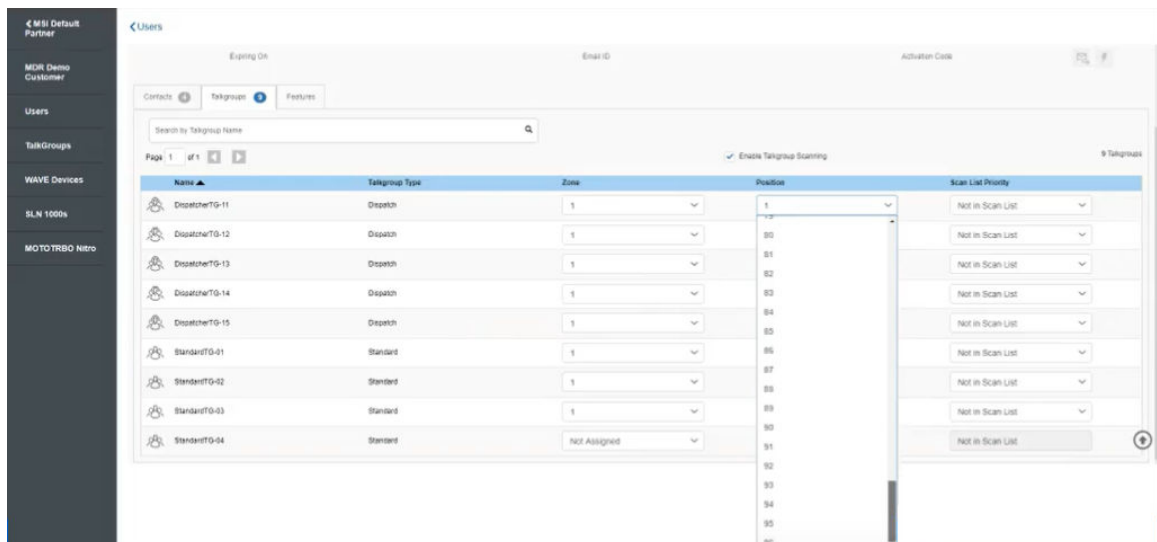 MSI Default Partner
MDR Demo Customer
Users
TalkGroups
WAVE Devices
SLN 1000s
MOTOTRBO Nitro
Users
Expiring On Email ID Activation Code
Contacts 4 Talkgroups 9 Features
Search by Talkgroup Name
Page 1 of 1 Enable Talkgroup Scanning 9 Talkgroups
Name Talkgroup Type Zone Position Scan List Priority
DispatcherTG-11 Dispatch 1 1 Not in Scan List
DispatcherTG-12 Dispatch 1 Not in Scan List
DispatcherTG-13 Dispatch 1 Not in Scan List
DispatcherTG-14 Dispatch 1 Not in Scan List
DispatcherTG-15 Dispatch 1 Not in Scan List
StandardTG-01 Standard 1 Not in Scan List
StandardTG-02 Standard 1 Not in Scan List
StandardTG-03 Standard 1 Not in Scan List
StandardTG-04 Standard Not Assigned Not in Scan List
80
81
82
83
84
85
86
87
88
89
90
91
92
93
94
95